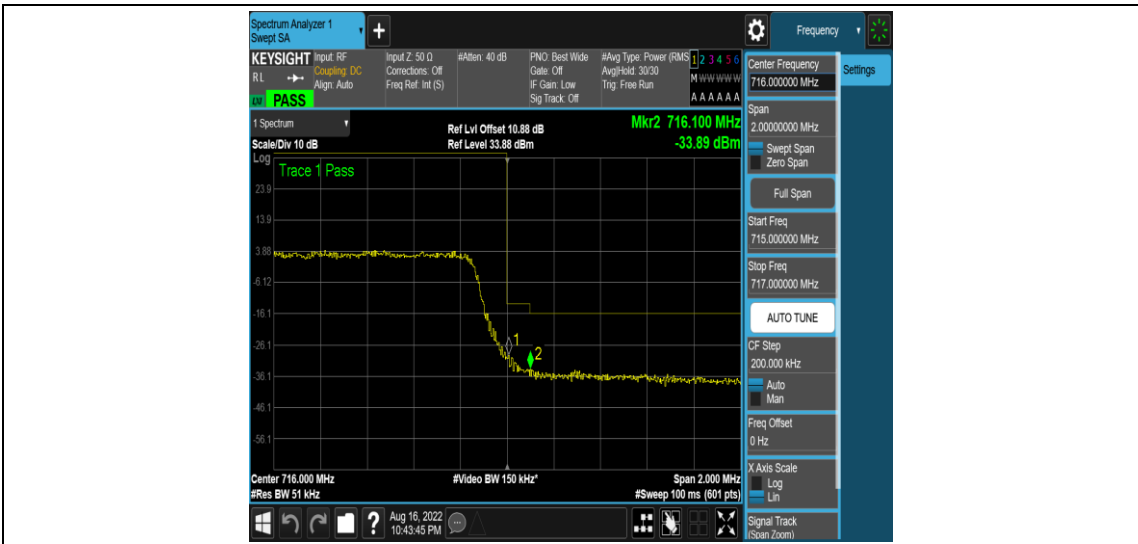 Spectrum Analyzer 1
Swept SA
Frequency
KEYSIGHT
RL
PASS
Input: RF
Coupling: DC
Align: Auto
Input Z: 50 Ω
Corrections: Off
Freq Ref: Int (S)
#Atten: 40 dB
PNO: Best Wide
Gate: Off
IF Gain: Low
Sig Track: Off
#Avg Type: Power (RMS
Avg|Hold: 30/30
Trig: Free Run
1 2 3 4 5 6
M W W W W W
A A A A A A
Center Frequency
716.000000 MHz
Settings
Span
2.00000000 MHz
Swept Span
Zero Span
Full Span
Start Freq
715.000000 MHz
Stop Freq
717.000000 MHz
AUTO TUNE
CF Step
200.000 kHz
Auto
Man
Freq Offset
0 Hz
X Axis Scale
Log
Lin
Signal Track
(Span Zoom)
1 Spectrum
Scale/Div 10 dB
Ref Lvl Offset 10.88 dB
Ref Level 33.88 dBm
Mkr2 716.100 MHz
-33.89 dBm
Log
Trace 1 Pass
23.9
13.9
3.88
-6.12
-16.1
-26.1
-36.1
-46.1
-56.1
1
2
Center 716.000 MHz
#Res BW 51 kHz
#Video BW 150 kHz*
Span 2.000 MHz
#Sweep 100 ms (601 pts)
?
Aug 16, 2022
10:43:45 PM